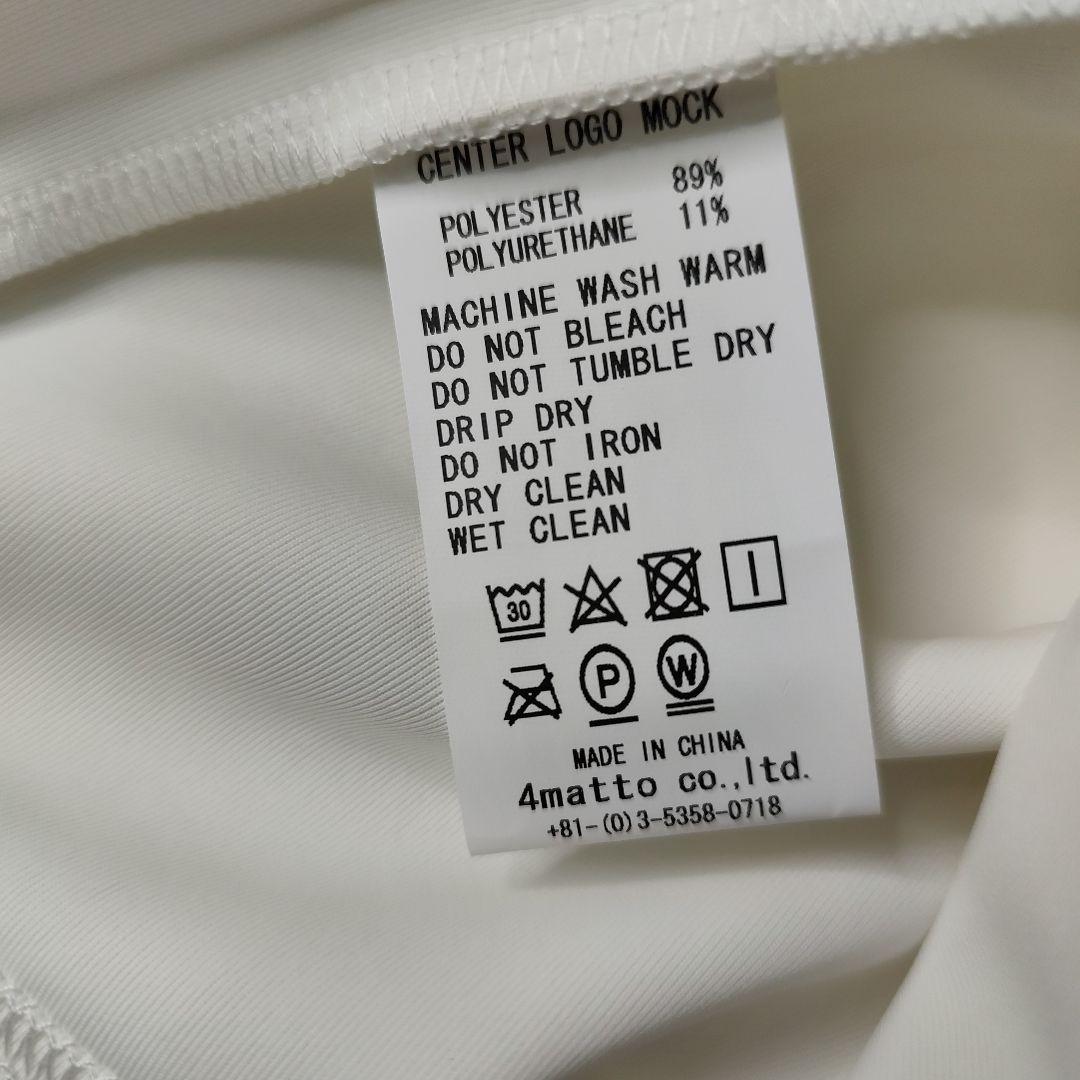 CENTER LOGO MOCK
POLYESTER 89%
POLYURETHANE 11%
MACHINE WASH WARM
DO NOT BLEACH
DO NOT TUMBLE DRY
DRIP DRY
DO NOT IRON
DRY CLEAN
WET CLEAN
30
P W
MADE IN CHINA
4matto co.,ltd.
+81-(0)3-5358-0718